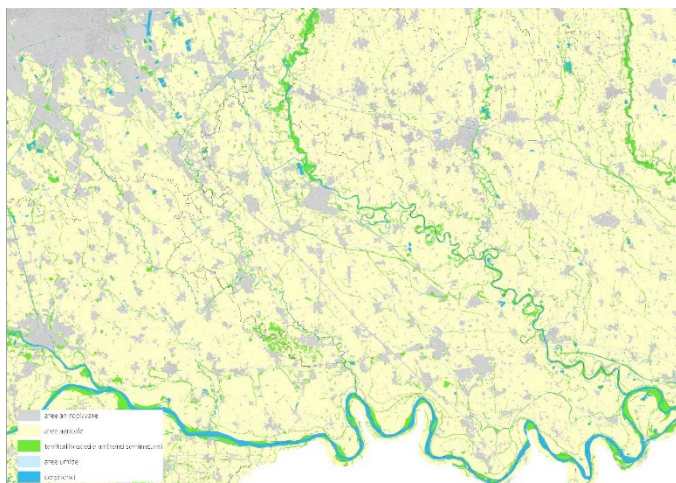 aree antropizzate
aree agricole
territori boscati e ambienti seminaturali
aree umide
corpi idrici